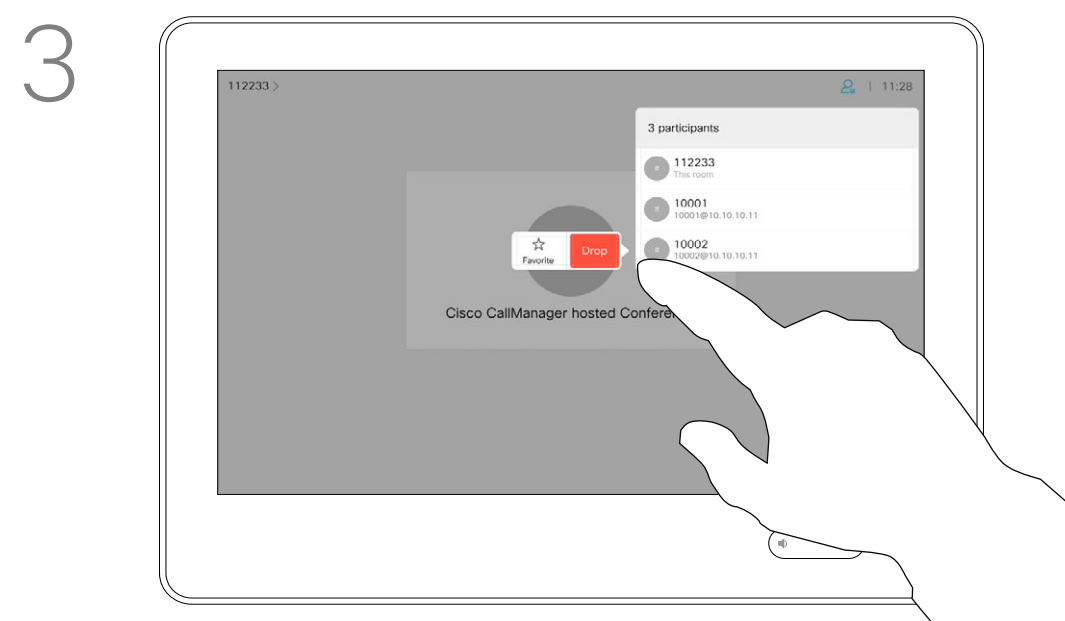 3
112233 >
| 11:28
3 participants
112233
This room
10001
10001@10.10.10.11
10002
10002@10.10.10.11
Favorite
Drop
Cisco CallManager hosted